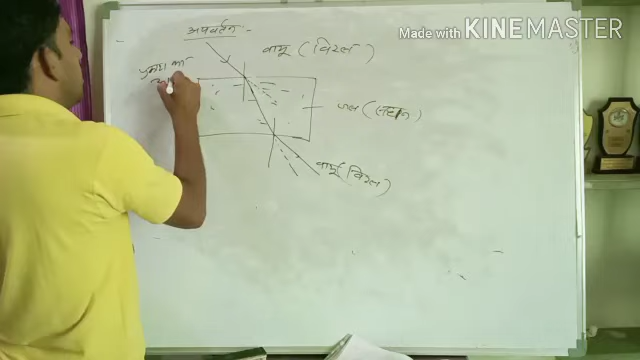 Made with KINEMASTER
अपवर्तन -
वायु (विरल)
प्रकाश का
जल (सघन)
वायु (विरल)